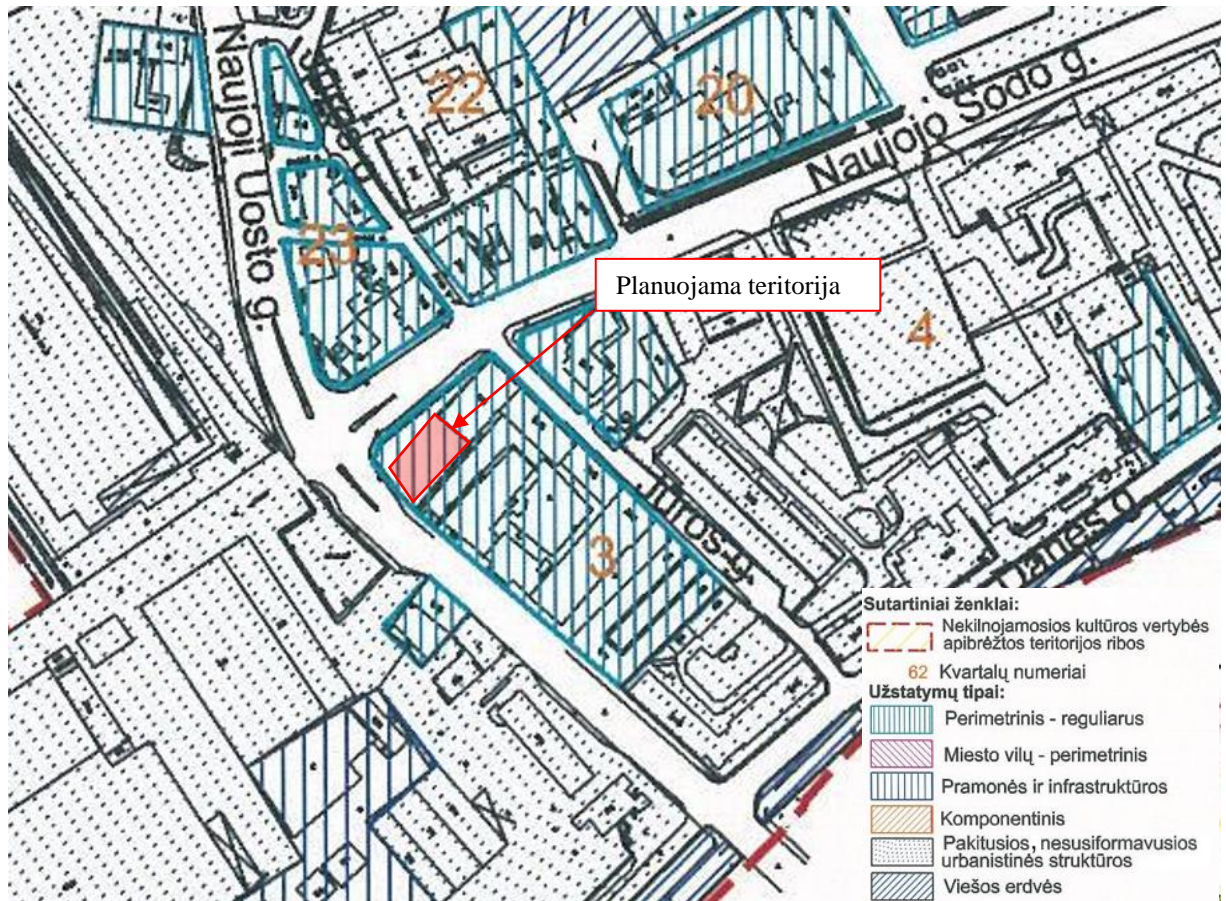 Naujoji Uosto g.
22
20
Naujojo Sodo g.
23
Planuojama teritorija
4
Jūros g.
3
Danės g.
Sutartiniai ženklai:
Nekilnojamosios kultūros vertybės
apibrėžtos teritorijos ribos
62 Kvartalų numeriai
Užstatymų tipai:
Perimetrinis - reguliarus
Miesto vilų - perimetrinis
Pramonės ir infrastruktūros
Komponentinis
Pakitusios, nesusiformavusios
urbanistinės struktūros
Viešos erdvės